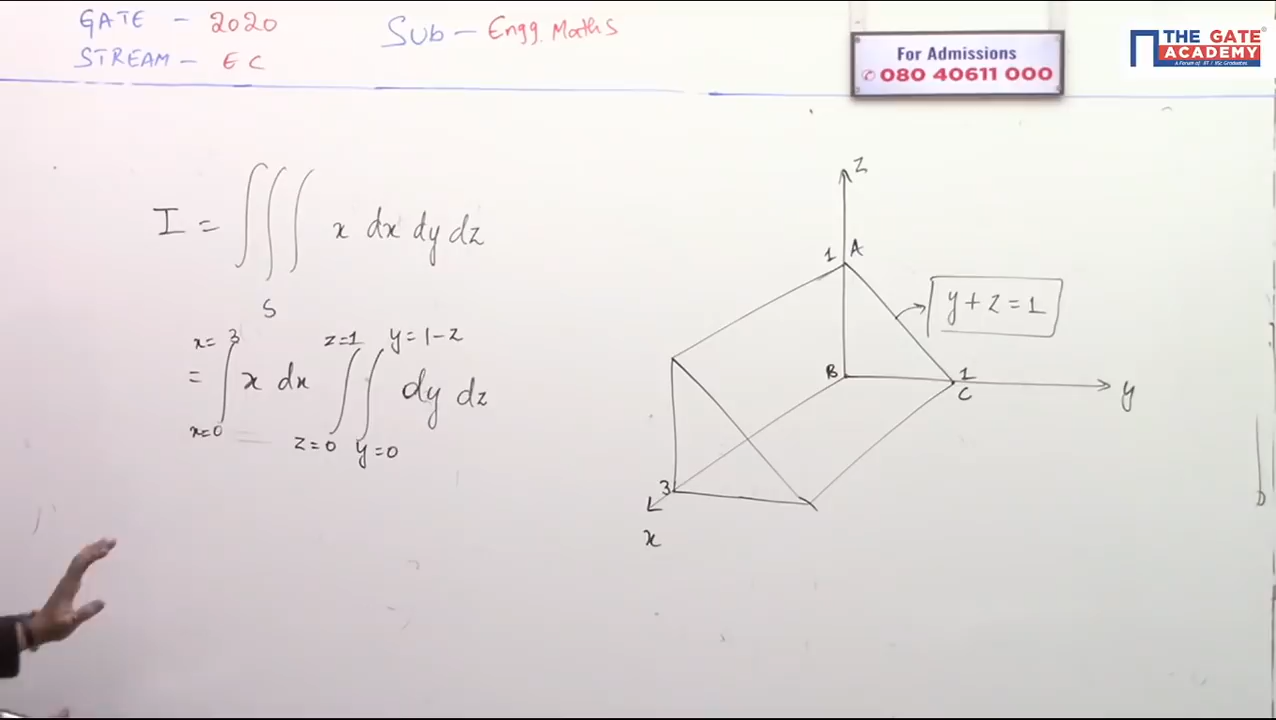 GATE - 2020
STREAM - EC
Sub - Engg. Maths
For Admissions
080 40611 000
THE GATE ACADEMY
I = ∭ x dx dy dz
S
x= 3 z=1 y=1-z
= ∫ x dx ∫∫ dy dz
x=0 z=0 y=0
z
1 A
y+z=1
B
1
C
y
3
x